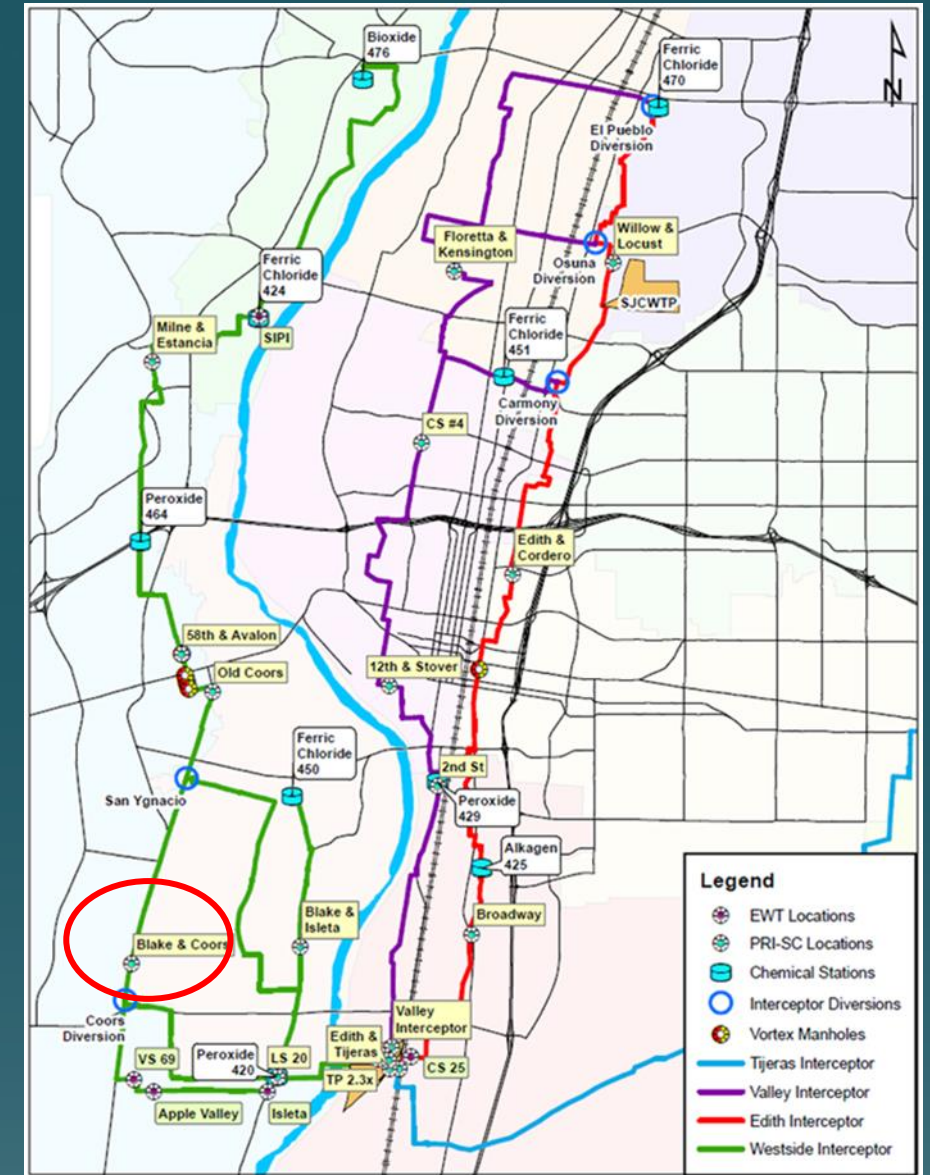 Bioxide
476
Ferric
Chloride
470
N
El Pueblo
Diversion
Willow &
Locust
Floretta &
Kensington
Osuna
Diversion
Ferric
Chloride
424
SJCWTP
Ferric
Chloride
451
Milne &
Estancia
SIPI
Carmony
Diversion
CS #4
Peroxide
464
Edith &
Cordero
58th & Avalon
12th & Stover
Old Coors
Ferric
Chloride
450
2nd St
San Ygnacio
Peroxide
429
Alkagen
425
Blake &
Isleta
Broadway
Blake & Coors
Coors
Diversion
Valley
Interceptor
Edith &
Tijeras
VS 69
Peroxide
420
LS 20
TP 2.3x
CS 25
Apple Valley
Isleta
Legend
EWT Locations
PRI-SC Locations
Chemical Stations
Interceptor Diversions
Vortex Manholes
Tijeras Interceptor
Valley Interceptor
Edith Interceptor
Westside Interceptor